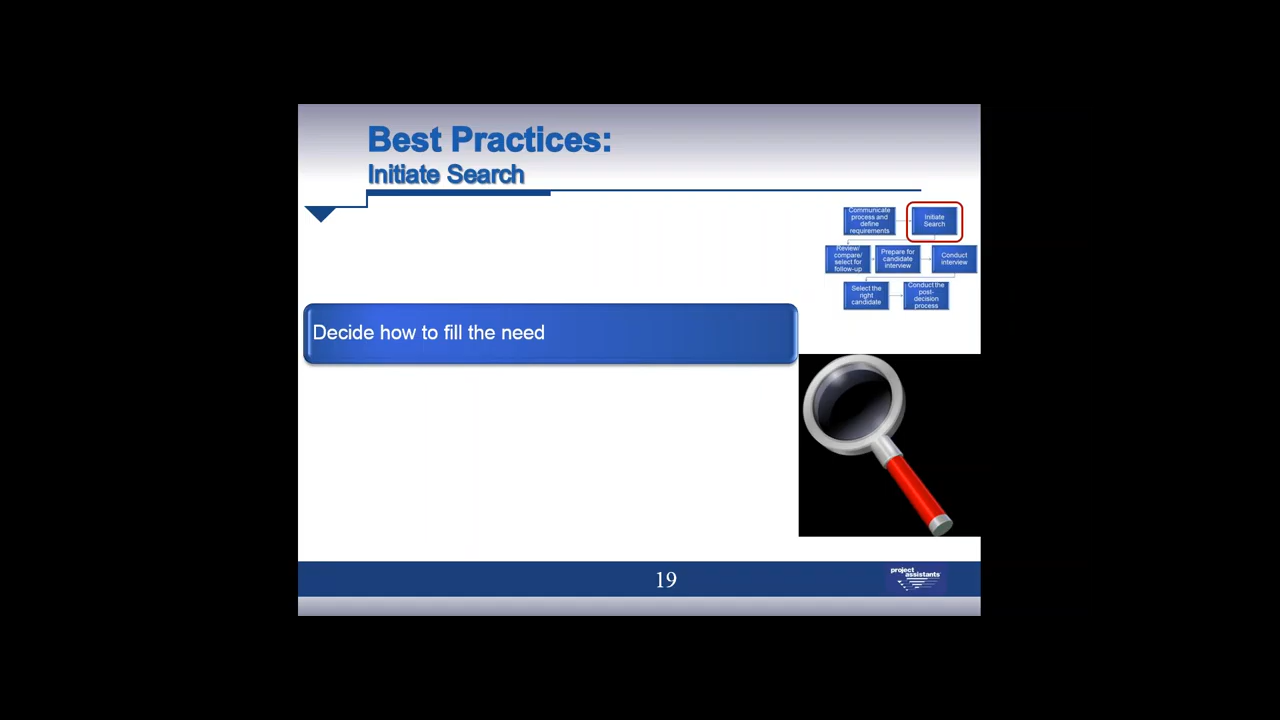 Best Practices:
Initiate Search
Communicate
process and
define
requirements
Initiate
Search
Review/
compare/
select for
follow-up
Prepare for
candidate
interview
Conduct
interview
Select the
right
candidate
Conduct the
post-
decision
process
Decide how to fill the need
19
project
assistants